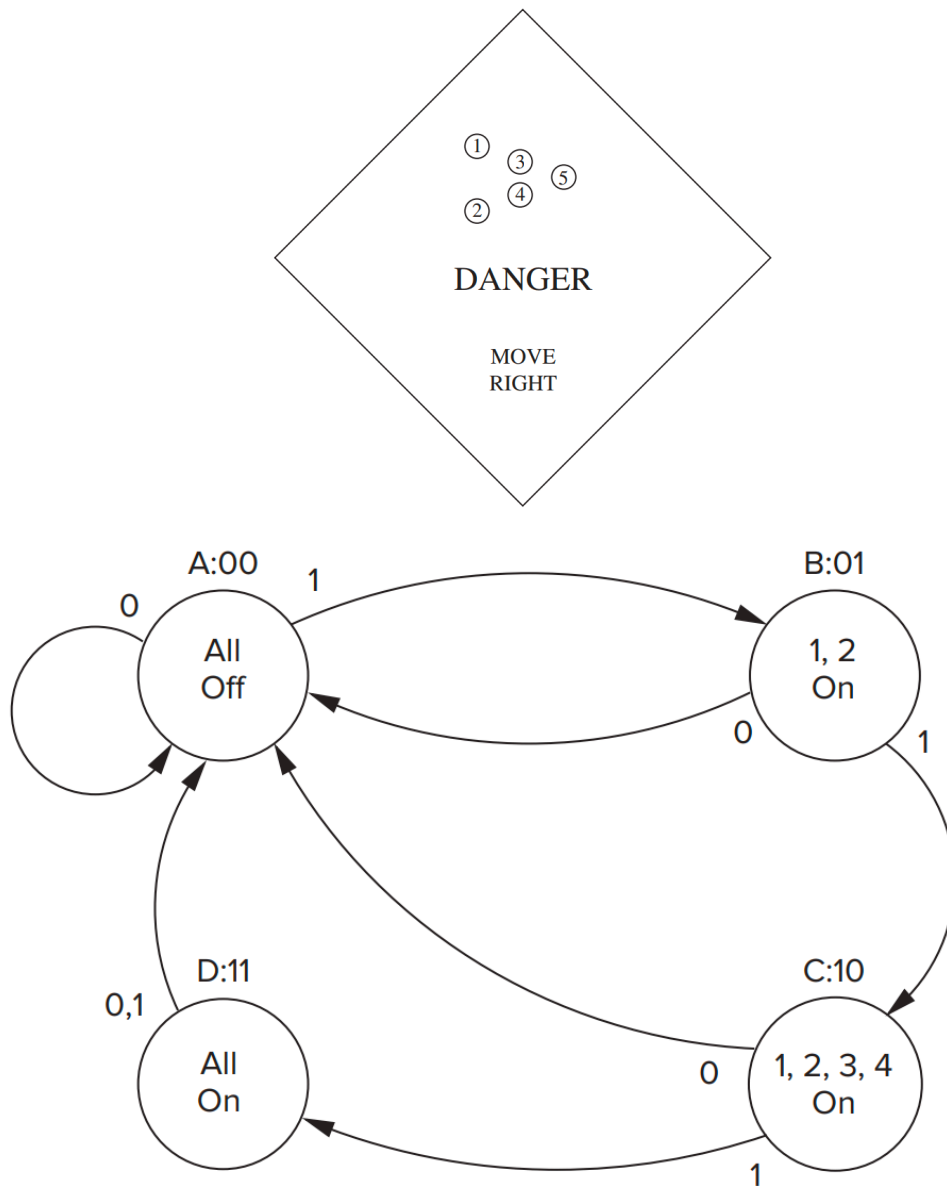 1
3
5
4
2
DANGER
MOVE
RIGHT
A:00
B:01
0
1
All
Off
1, 2
On
0
1
D:11
C:10
0,1
All
On
0
1, 2, 3, 4
On
1